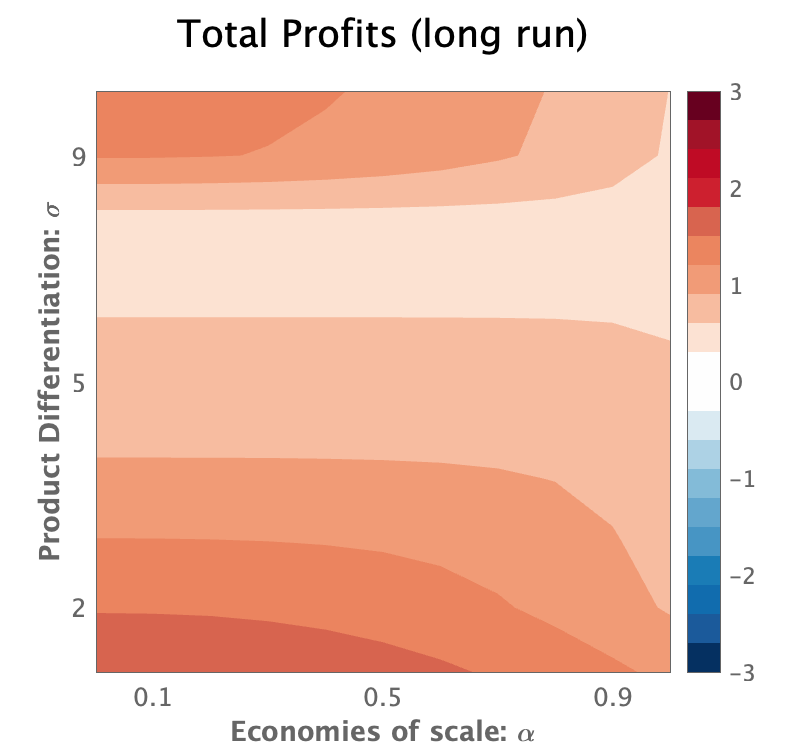 Total Profits (long run)
3
9
2
Product Differentiation: σ
1
5
0
−1
−2
2
−3
0.1 0.5 0.9
Economies of scale: α